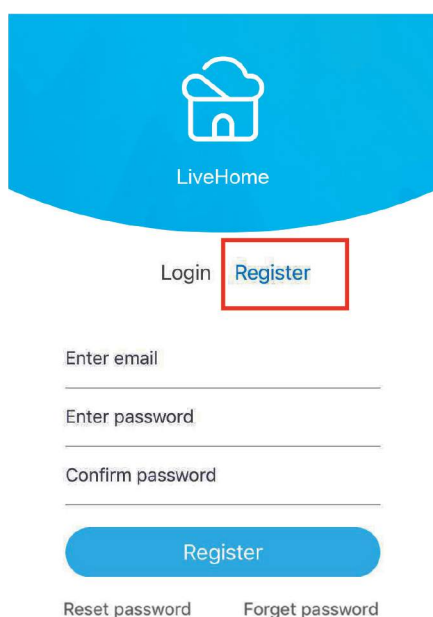 LiveHome
Login Register
Enter email
Enter password
Confirm password
Register
Reset password Forget password